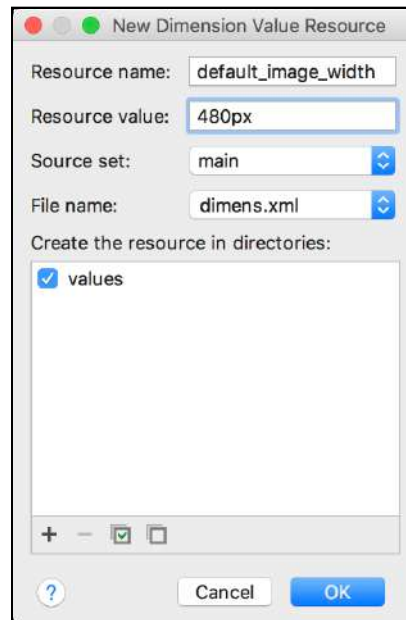 New Dimension Value Resource
Resource name: default_image_width
Resource value: 480px
Source set: main
File name: dimens.xml
Create the resource in directories:
values
? Cancel OK